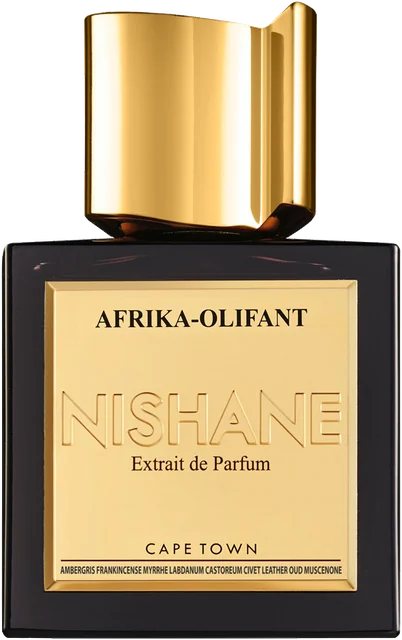 AFRIKA-OLIFANT
NISHANE
Extrait de Parfum
CAPE TOWN
AMBERGRIS FRANKINCENSE MYRRHE LABDANUM CASTOREUM CIVET LEATHER OUD MUSCENONE